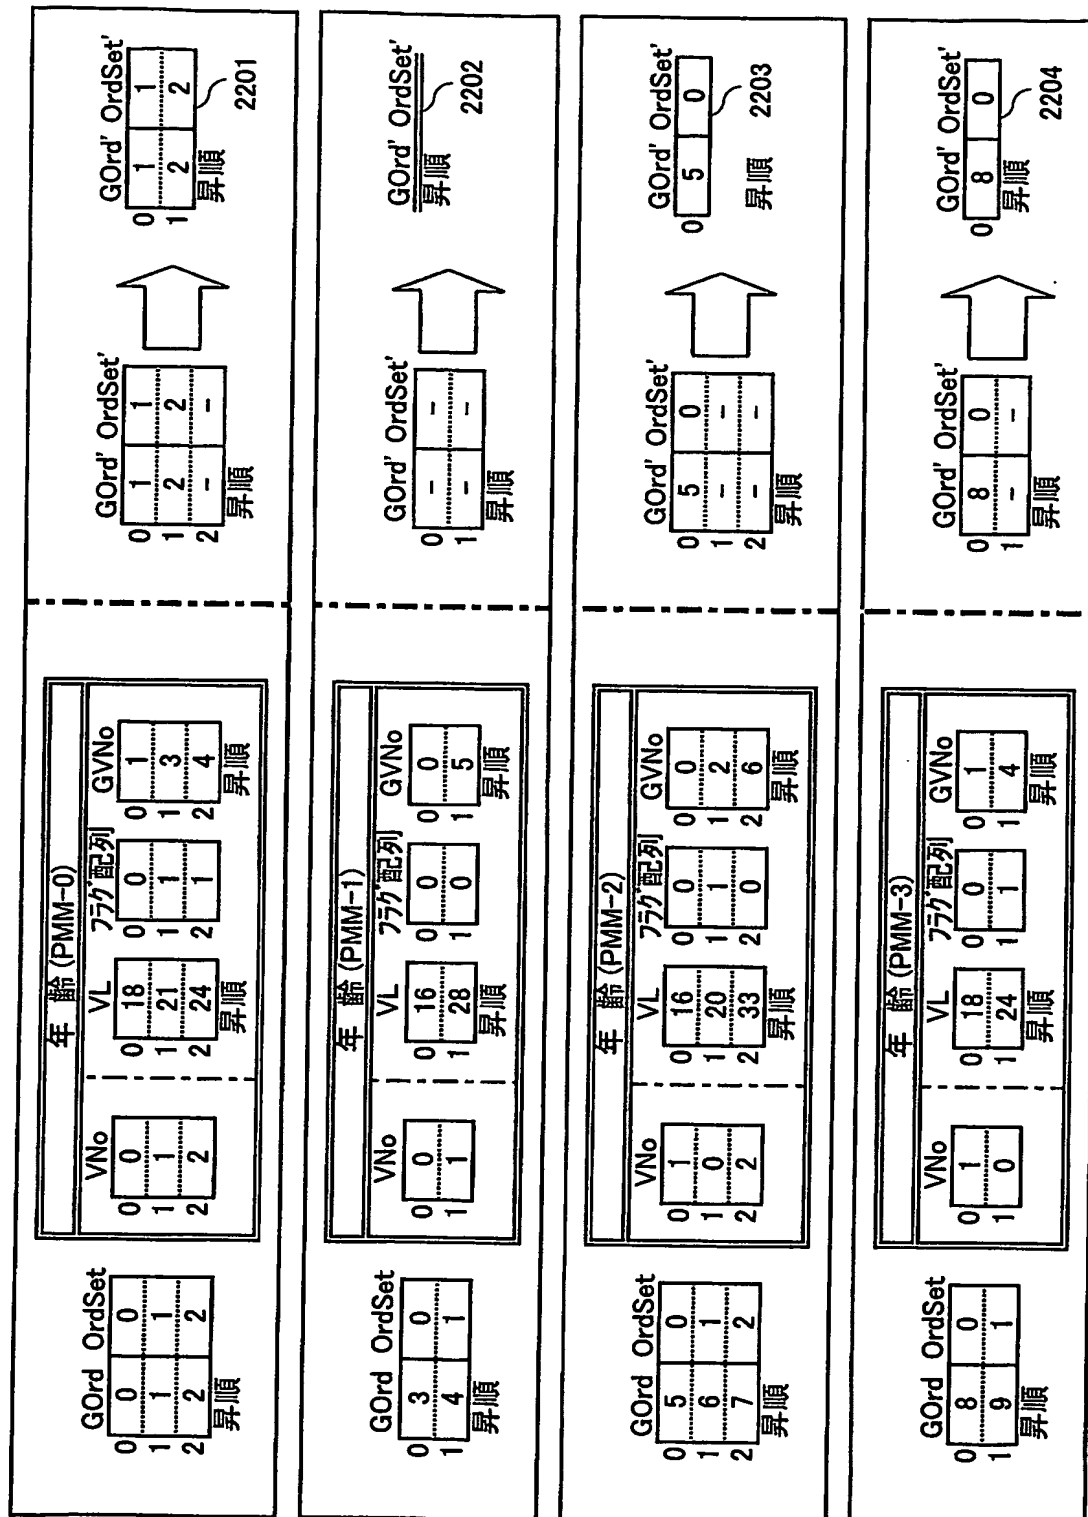 年 齢 (PMM-0)
GOrd OrdSet VNo VL フラグ配列 GVNo GOrd' OrdSet' GOrd' OrdSet'
0 0 0 0 0 0 18 0 0 0 1 0 1 1 0 1 1
1 1 1 1 1 1 21 1 1 1 3 1 2 2 1 2 2
2 2 2 2 2 2 24 2 1 2 4 2 - -
昇順 昇順 昇順 昇順 昇順 2201
年 齢 (PMM-1)
GOrd OrdSet VNo VL フラグ配列 GVNo GOrd' OrdSet' GOrd' OrdSet'
0 3 0 0 0 0 16 0 0 0 0 0 - -
1 4 1 1 1 1 28 1 0 1 5 1 - -
昇順 昇順 昇順 昇順 昇順 2202
年 齢 (PMM-2)
GOrd OrdSet VNo VL フラグ配列 GVNo GOrd' OrdSet' GOrd' OrdSet'
0 5 0 0 1 0 16 0 0 0 0 0 5 0 0 5 0
1 6 1 1 0 1 20 1 1 1 2 1 - -
2 7 2 2 2 2 33 2 0 2 6 2 - -
昇順 昇順 昇順 昇順 昇順 2203
年 齢 (PMM-3)
GOrd OrdSet VNo VL フラグ配列 GVNo GOrd' OrdSet' GOrd' OrdSet'
0 8 0 0 1 0 18 0 0 0 1 0 8 0 0 8 0
1 9 1 1 0 1 24 1 1 1 4 1 - -
昇順 昇順 昇順 昇順 昇順 2204